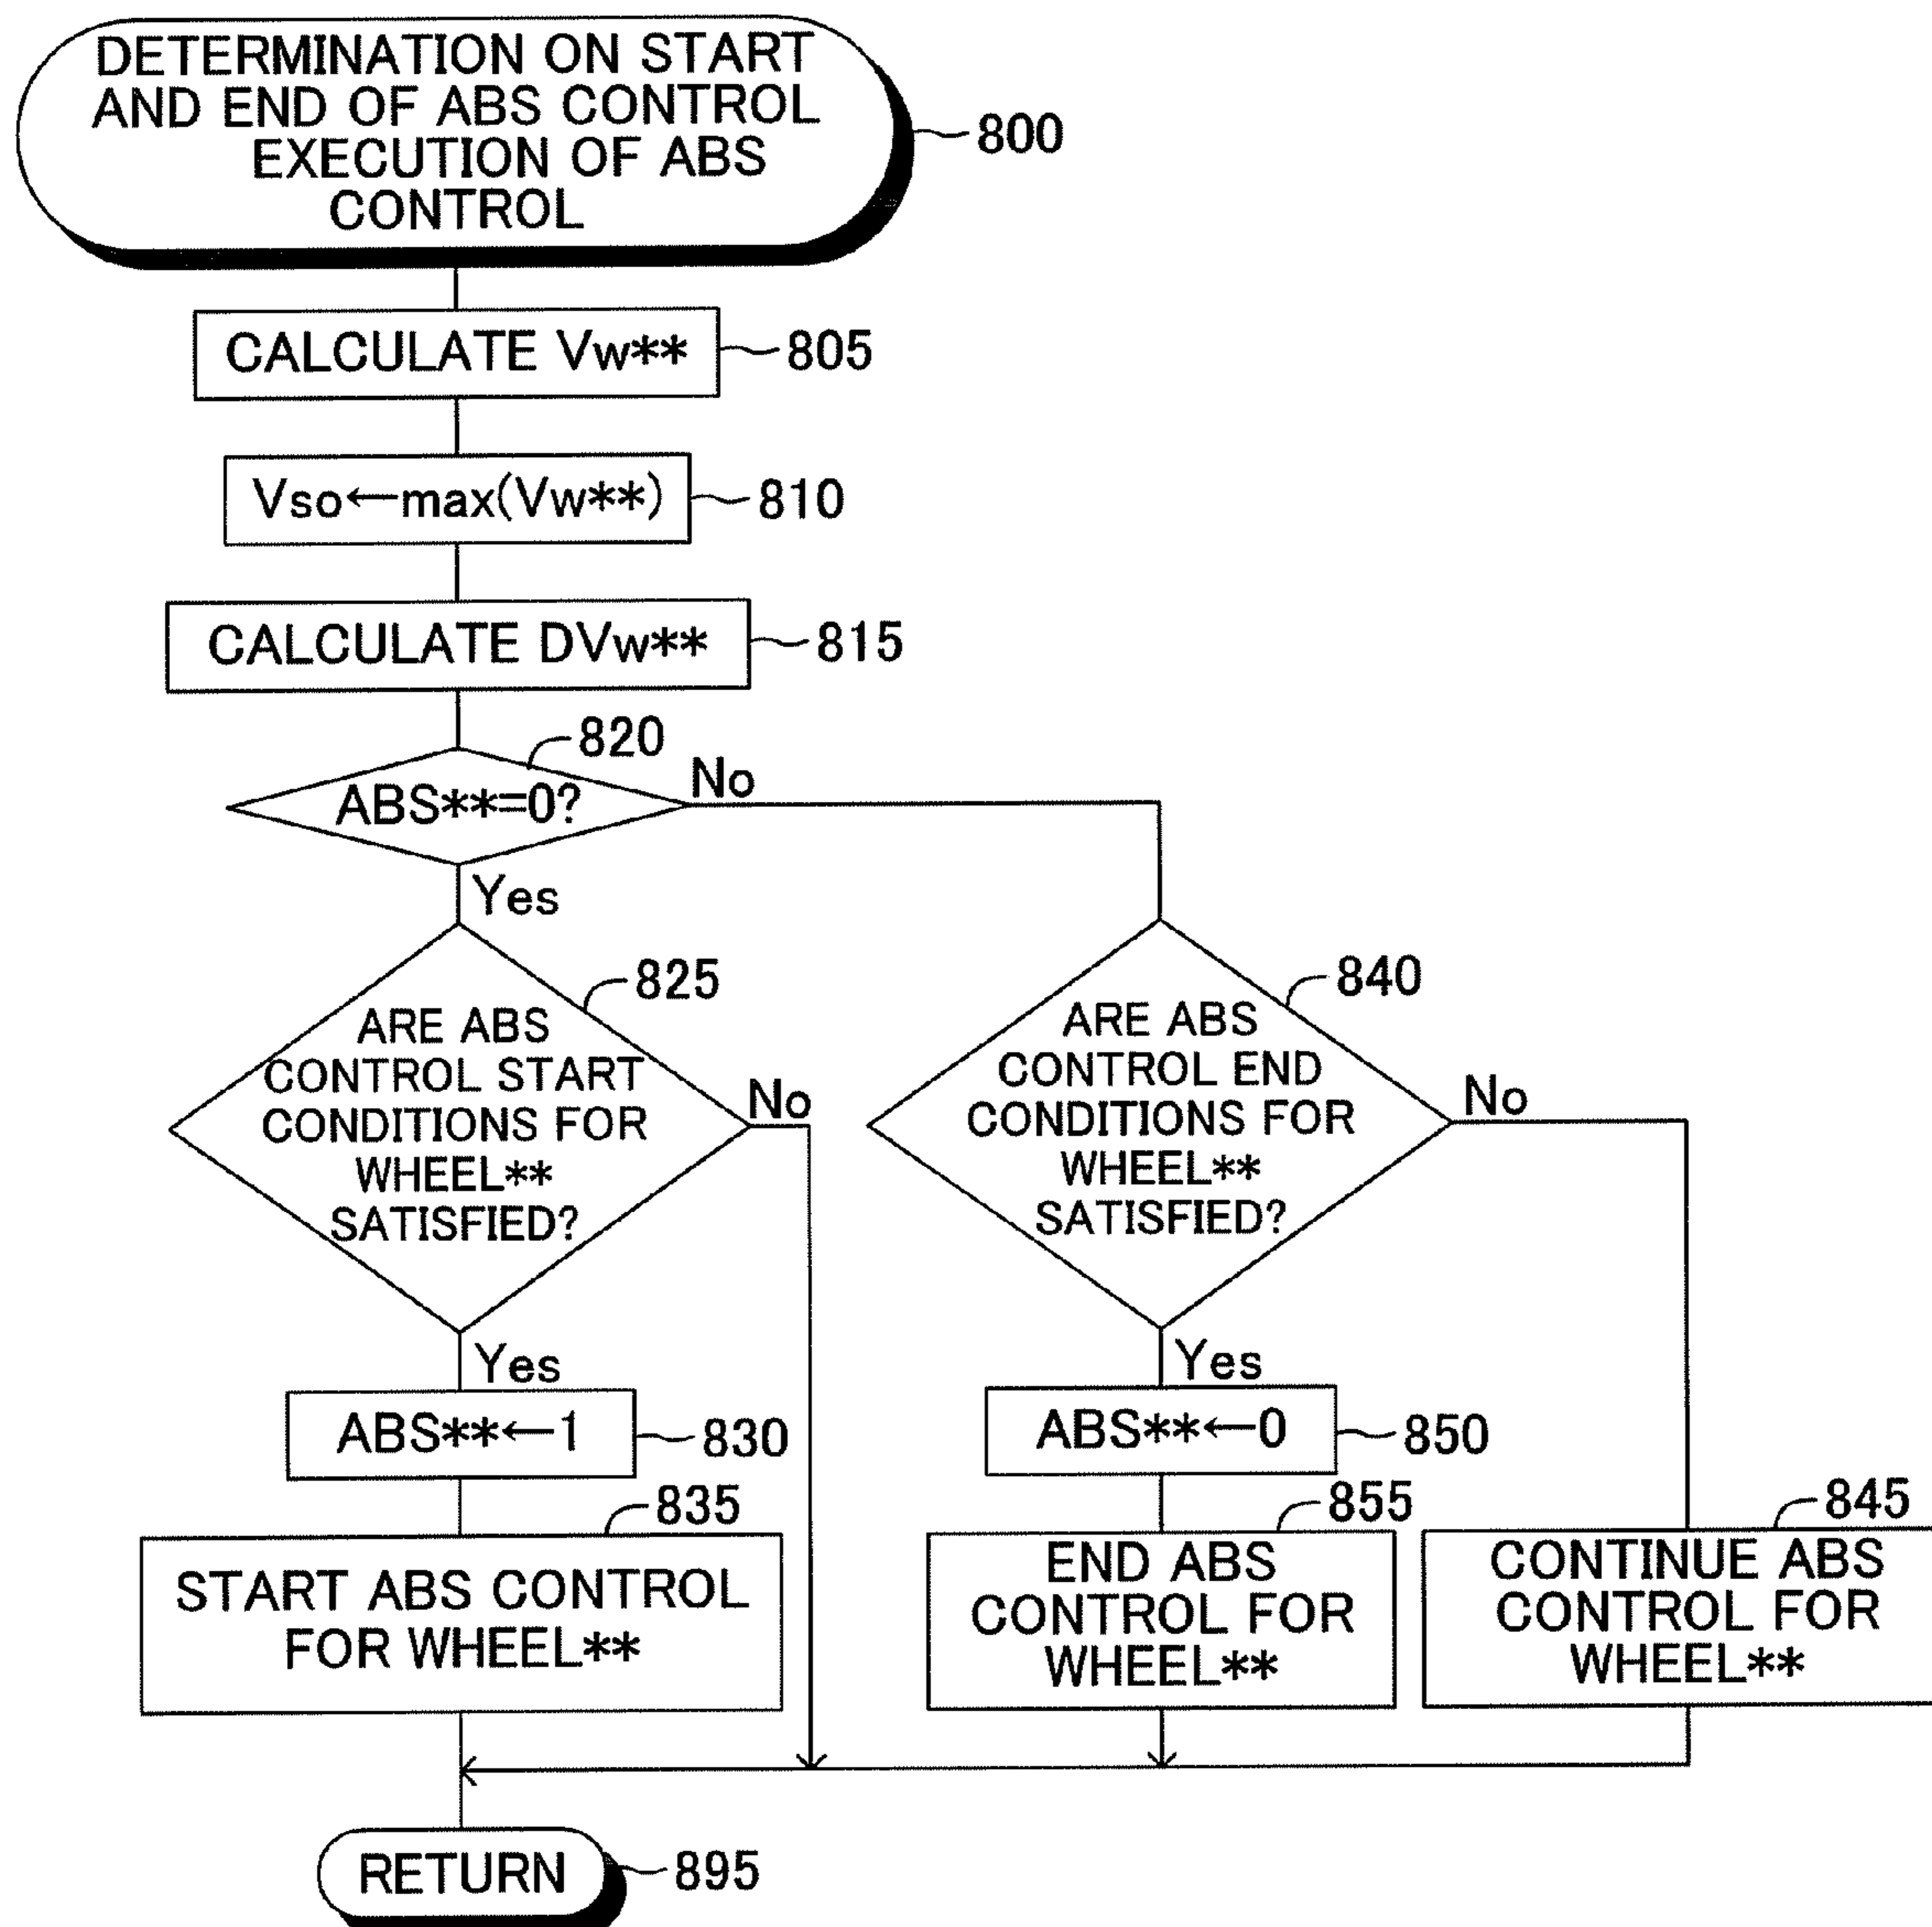 DETERMINATION ON START
AND END OF ABS CONTROL
EXECUTION OF ABS
CONTROL
800
CALCULATE Vw**
805
Vso←max(Vw**)
810
CALCULATE DVw**
815
820
ABS**=0?
No
Yes
825
ARE ABS
CONTROL START
CONDITIONS FOR
WHEEL**
SATISFIED?
No
Yes
840
ARE ABS
CONTROL END
CONDITIONS FOR
WHEEL**
SATISFIED?
No
Yes
ABS**←1
830
ABS**←0
850
835
START ABS CONTROL
FOR WHEEL**
855
END ABS
CONTROL FOR
WHEEL**
845
CONTINUE ABS
CONTROL FOR
WHEEL**
RETURN
895